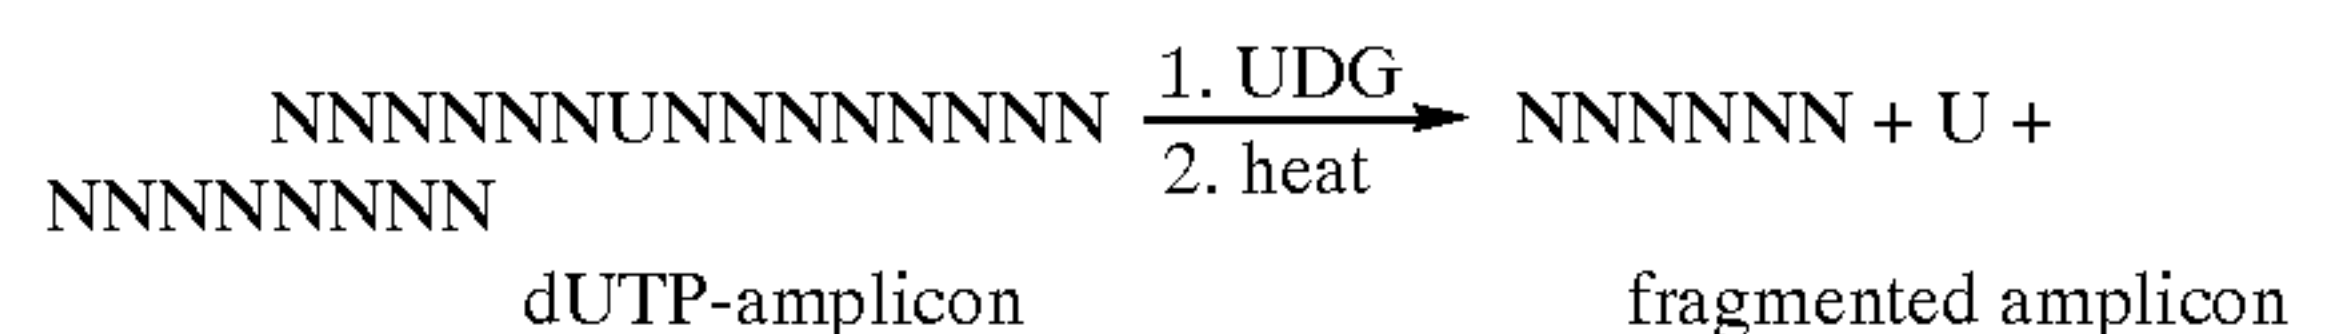 1. UDG
NNNNNNUNNNNNNNN NNNNNN + U +
2. heat
NNNNNNNN
dUTP-amplicon fragmented amplicon